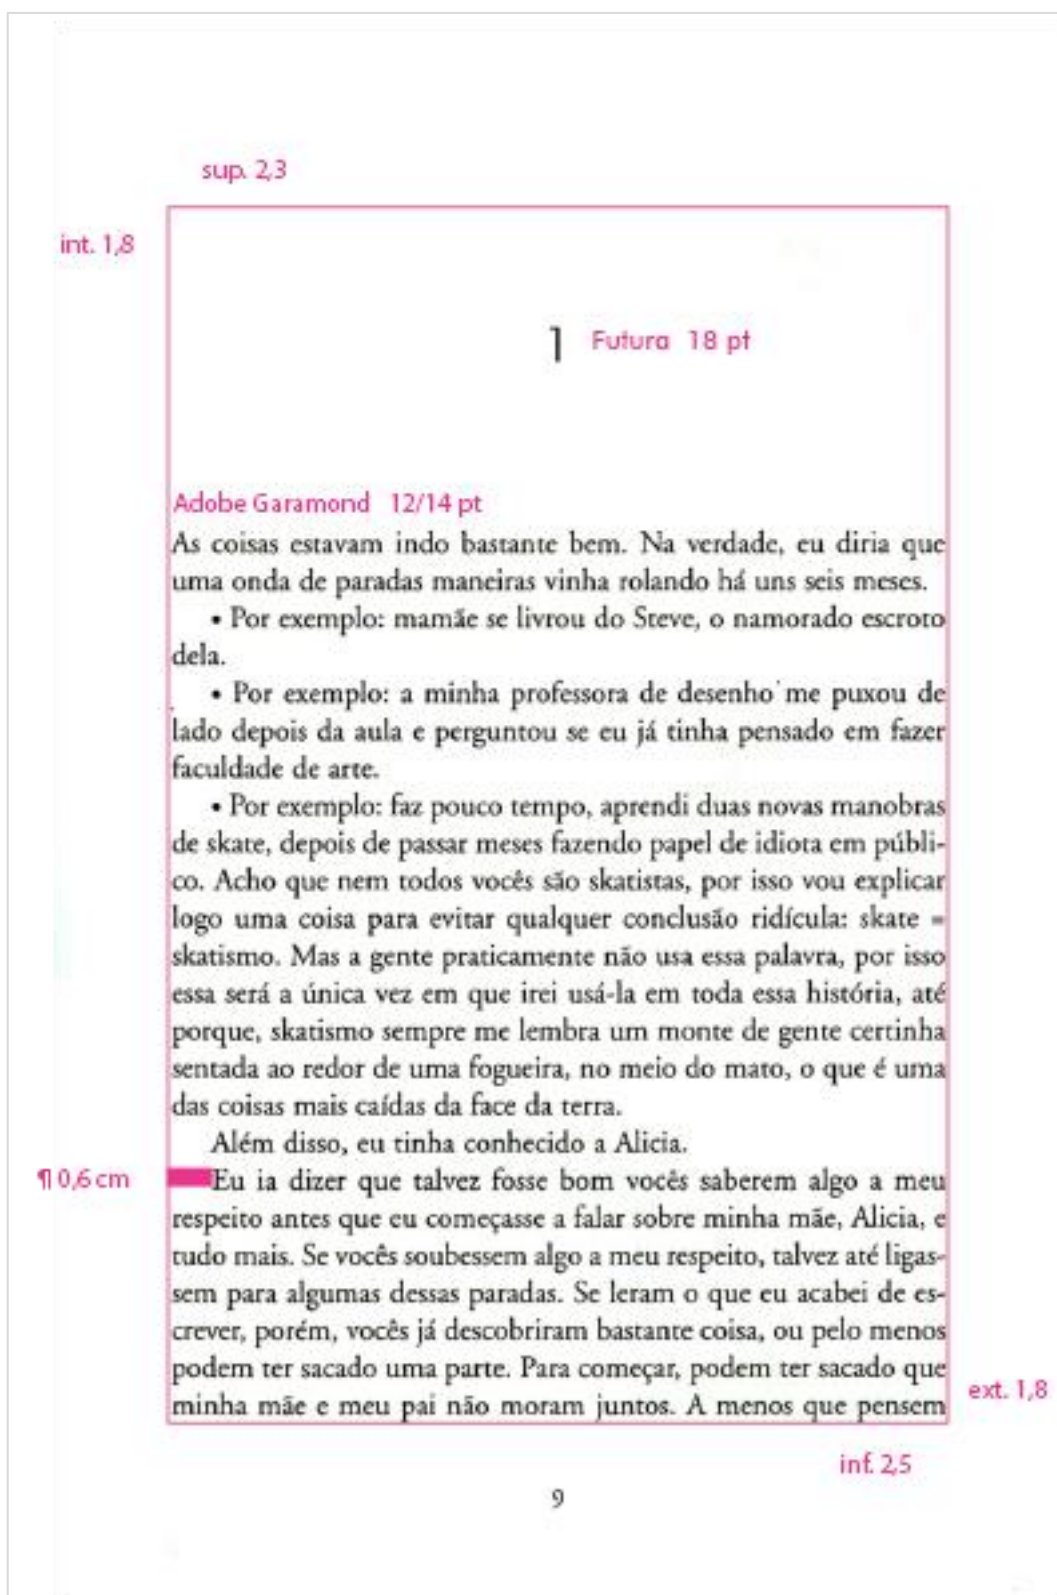 sup. 2,3
int. 1,8
1 Futura 18 pt
Adobe Garamond 12/14 pt
As coisas estavam indo bastante bem. Na verdade, eu diria que
uma onda de paradas maneiras vinha rolando há uns seis meses.
• Por exemplo: mamãe se livrou do Steve, o namorado escroto
dela.
• Por exemplo: a minha professora de desenho me puxou de
lado depois da aula e perguntou se eu já tinha pensado em fazer
faculdade de arte.
• Por exemplo: faz pouco tempo, aprendi duas novas manobras
de skate, depois de passar meses fazendo papel de idiota em públi-
co. Acho que nem todos vocês são skatistas, por isso vou explicar
logo uma coisa para evitar qualquer conclusão ridícula: skate =
skatismo. Mas a gente praticamente não usa essa palavra, por isso
essa será a única vez em que irei usá-la em toda essa história, até
porque, skatismo sempre me lembra um monte de gente certinha
sentada ao redor de uma fogueira, no meio do mato, o que é uma
das coisas mais caídas da face da terra.
Além disso, eu tinha conhecido a Alicia.
¶ 0,6 cm Eu ia dizer que talvez fosse bom vocês saberem algo a meu
respeito antes que eu começasse a falar sobre minha mãe, Alicia, e
tudo mais. Se vocês soubessem algo a meu respeito, talvez até ligas-
sem para algumas dessas paradas. Se leram o que eu acabei de es-
crever, porém, vocês já descobriram bastante coisa, ou pelo menos
podem ter sacado uma parte. Para começar, podem ter sacado que
minha mãe e meu pai não moram juntos. A menos que pensem
ext. 1,8
inf. 2,5
9